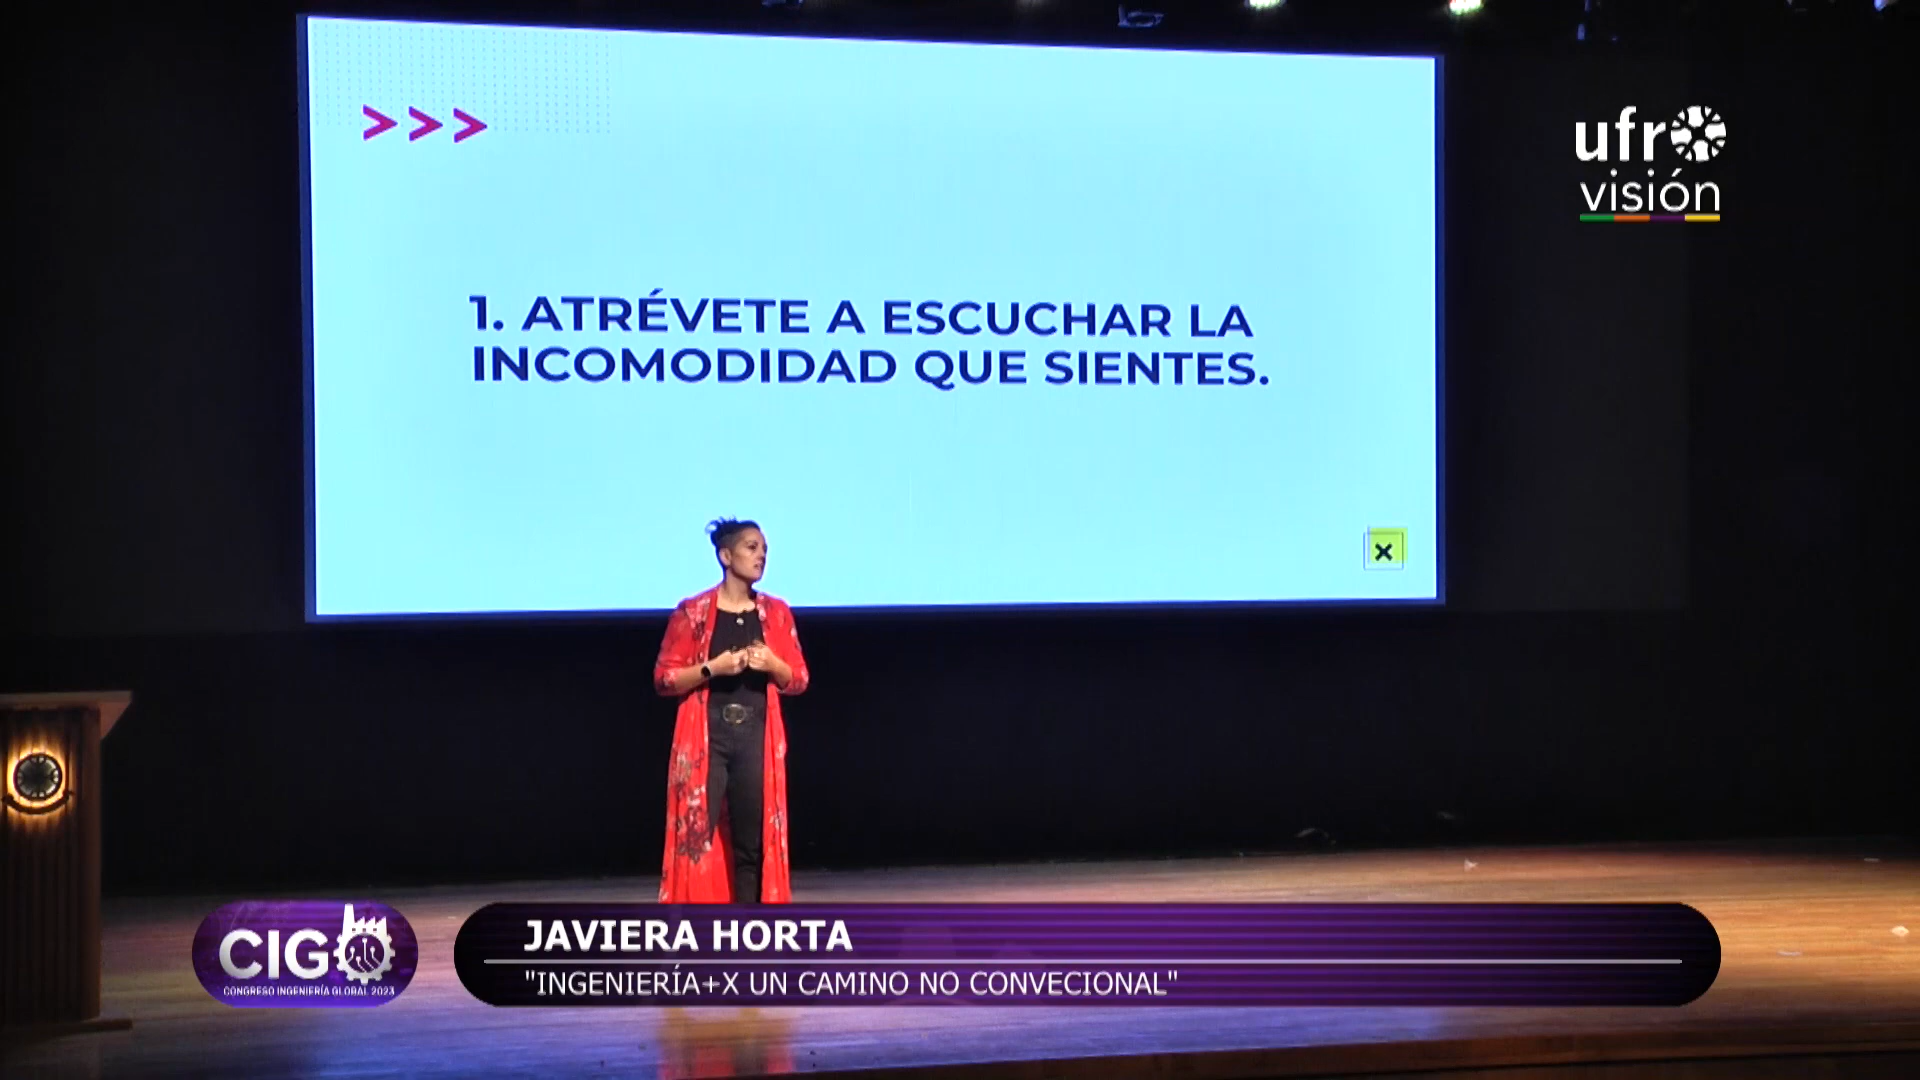 >>>
ufro
visión
1. ATRÉVETE A ESCUCHAR LA
INCOMODIDAD QUE SIENTES.
x
CIGO
CONGRESO INGENIERÍA GLOBAL 2023
JAVIERA HORTA
"INGENIERÍA+X UN CAMINO NO CONVECIONAL"